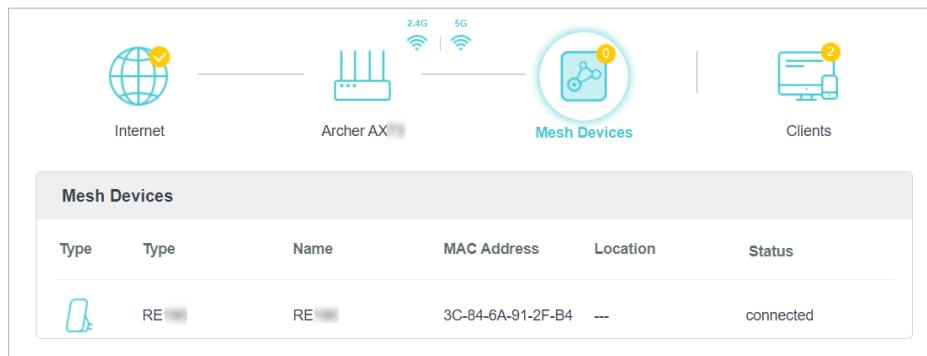 2.4G 5G
0
2
Internet
Archer AX
Mesh Devices
Clients
Mesh Devices
Type Type Name MAC Address Location Status
RE RE 3C-84-6A-91-2F-B4 --- connected